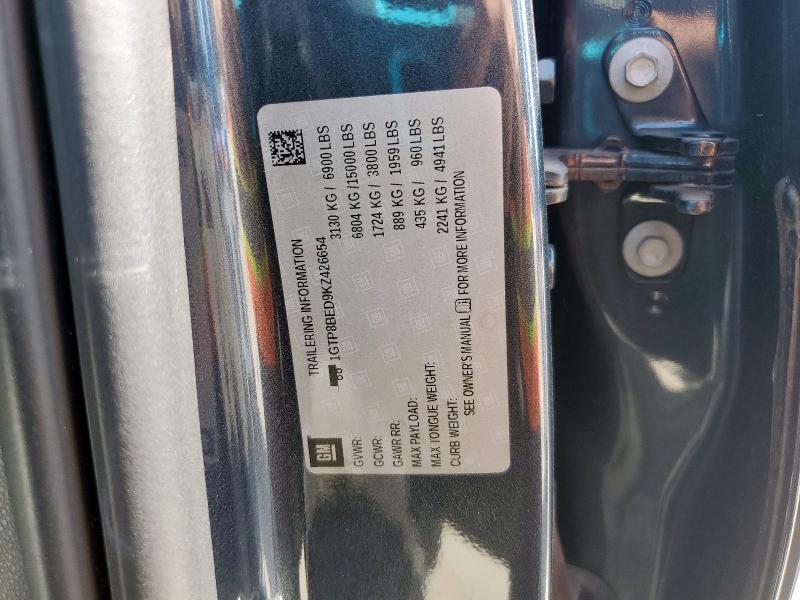 TRAILERING INFORMATION
1GTP8BED9KZ426654
GM
GVWR: 3130 KG / 6900 LBS
GCWR: 6804 KG /15000 LBS
GAWR RR: 1724 KG / 3800 LBS
MAX PAYLOAD: 889 KG / 1959 LBS
MAX TONGUE WEIGHT: 435 KG / 960 LBS
CURB WEIGHT: 2241 KG / 4941 LBS
SEE OWNER'S MANUAL FOR MORE INFORMATION